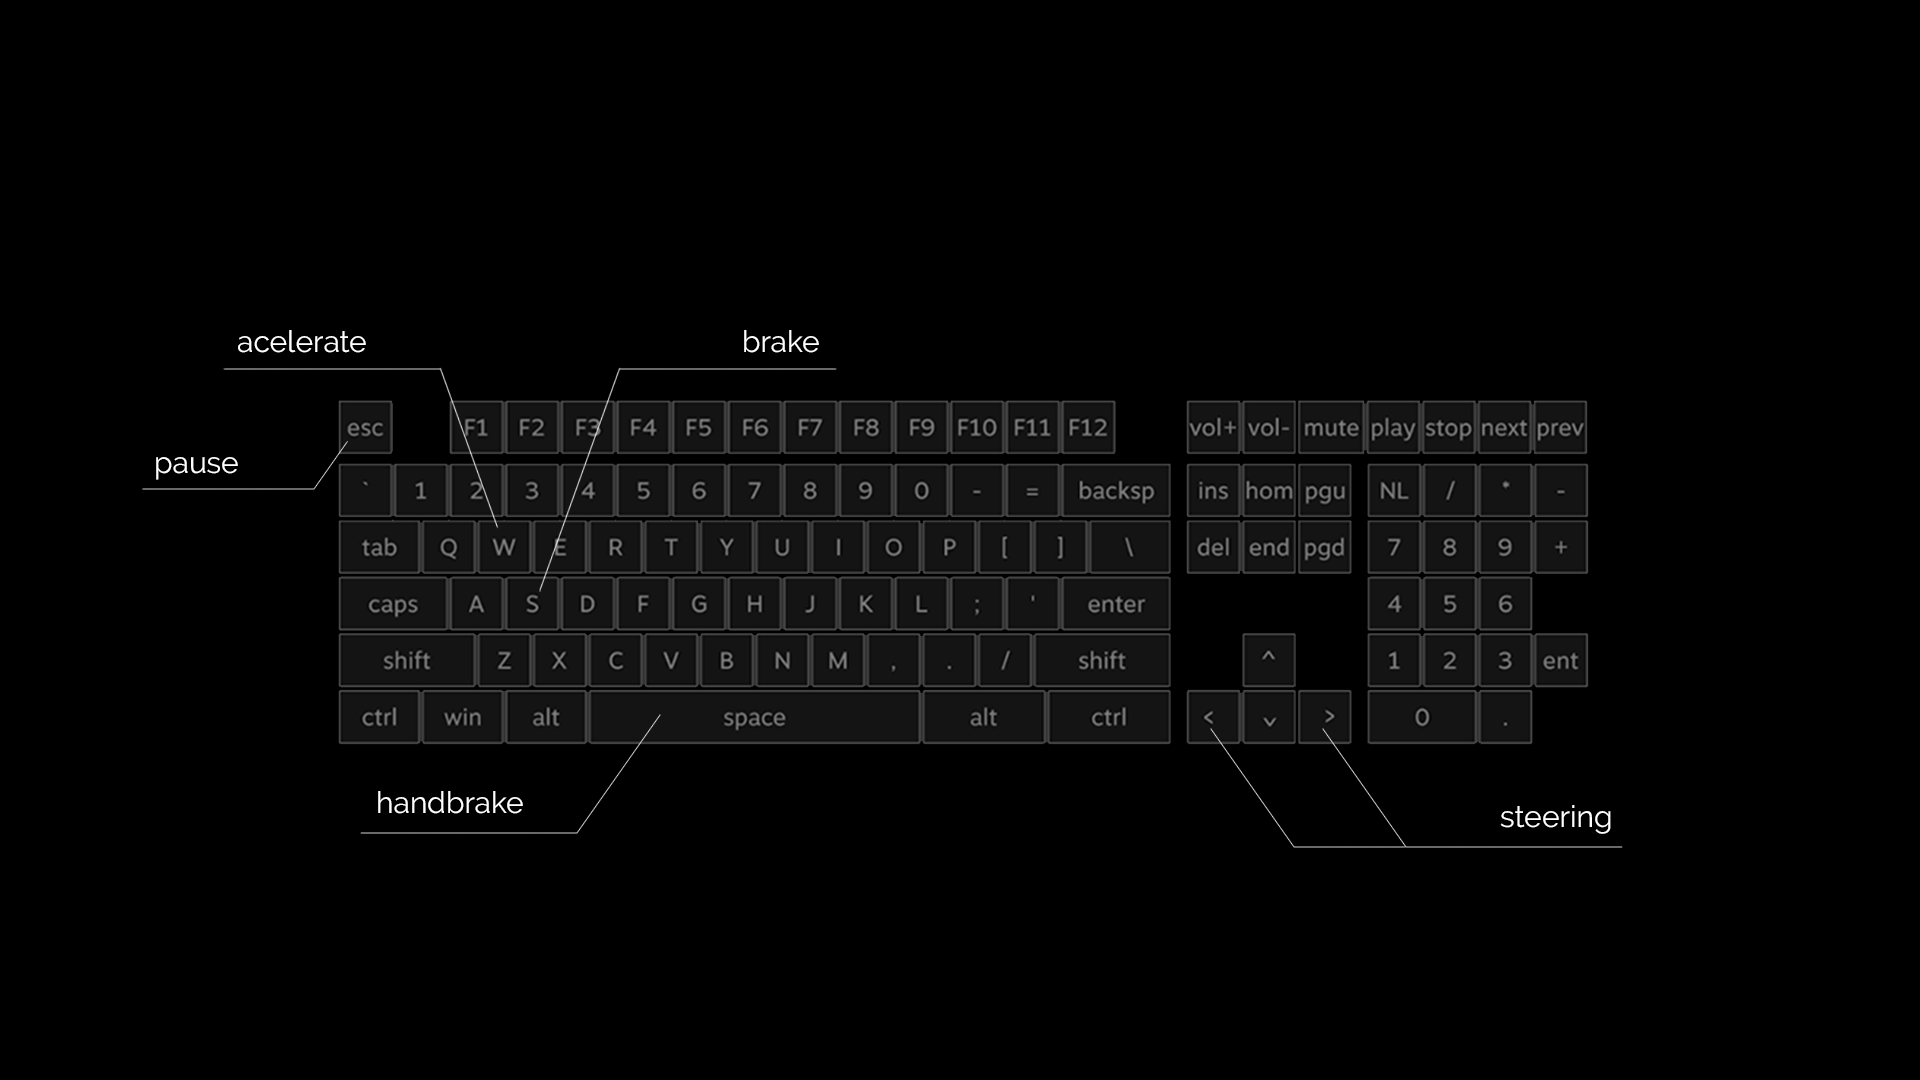 acelerate brake
esc F1 F2 F3 F4 F5 F6 F7 F8 F9 F10 F11 F12 vol+ vol- mute play stop next prev
pause
` 1 2 3 4 5 6 7 8 9 0 - = backsp ins hom pgu NL / * -
tab Q W E R T Y U I O P [ ] \ del end pgd 7 8 9 +
caps A S D F G H J K L ; ' enter 4 5 6
shift Z X C V B N M , . / shift ^ 1 2 3 ent
ctrl win alt space alt ctrl < v > 0 .
handbrake
steering